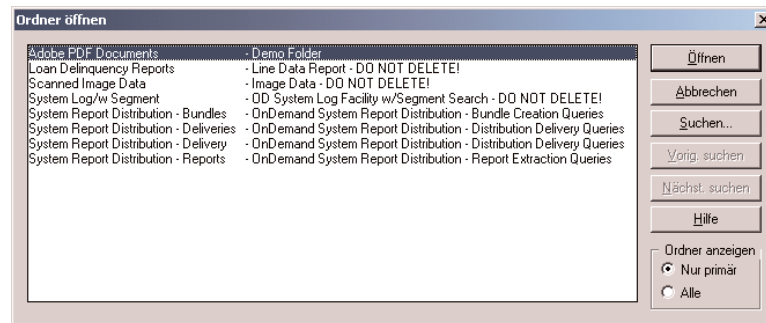 Ordner öffnen
Adobe PDF Documents - Demo Folder
Loan Delinquency Reports - Line Data Report - DO NOT DELETE!
Scanned Image Data - Image Data - DO NOT DELETE!
System Log/w Segment - OD System Log Facility w/Segment Search - DO NOT DELETE!
System Report Distribution - Bundles - OnDemand System Report Distribution - Bundle Creation Queries
System Report Distribution - Deliveries - OnDemand System Report Distribution - Distribution Delivery Queries
System Report Distribution - Delivery - OnDemand System Report Distribution - Distribution Delivery Queries
System Report Distribution - Reports - OnDemand System Report Distribution - Report Extraction Queries
Öffnen
Abbrechen
Suchen...
Vorig. suchen
Nächst. suchen
Hilfe
Ordner anzeigen
Nur primär
Alle